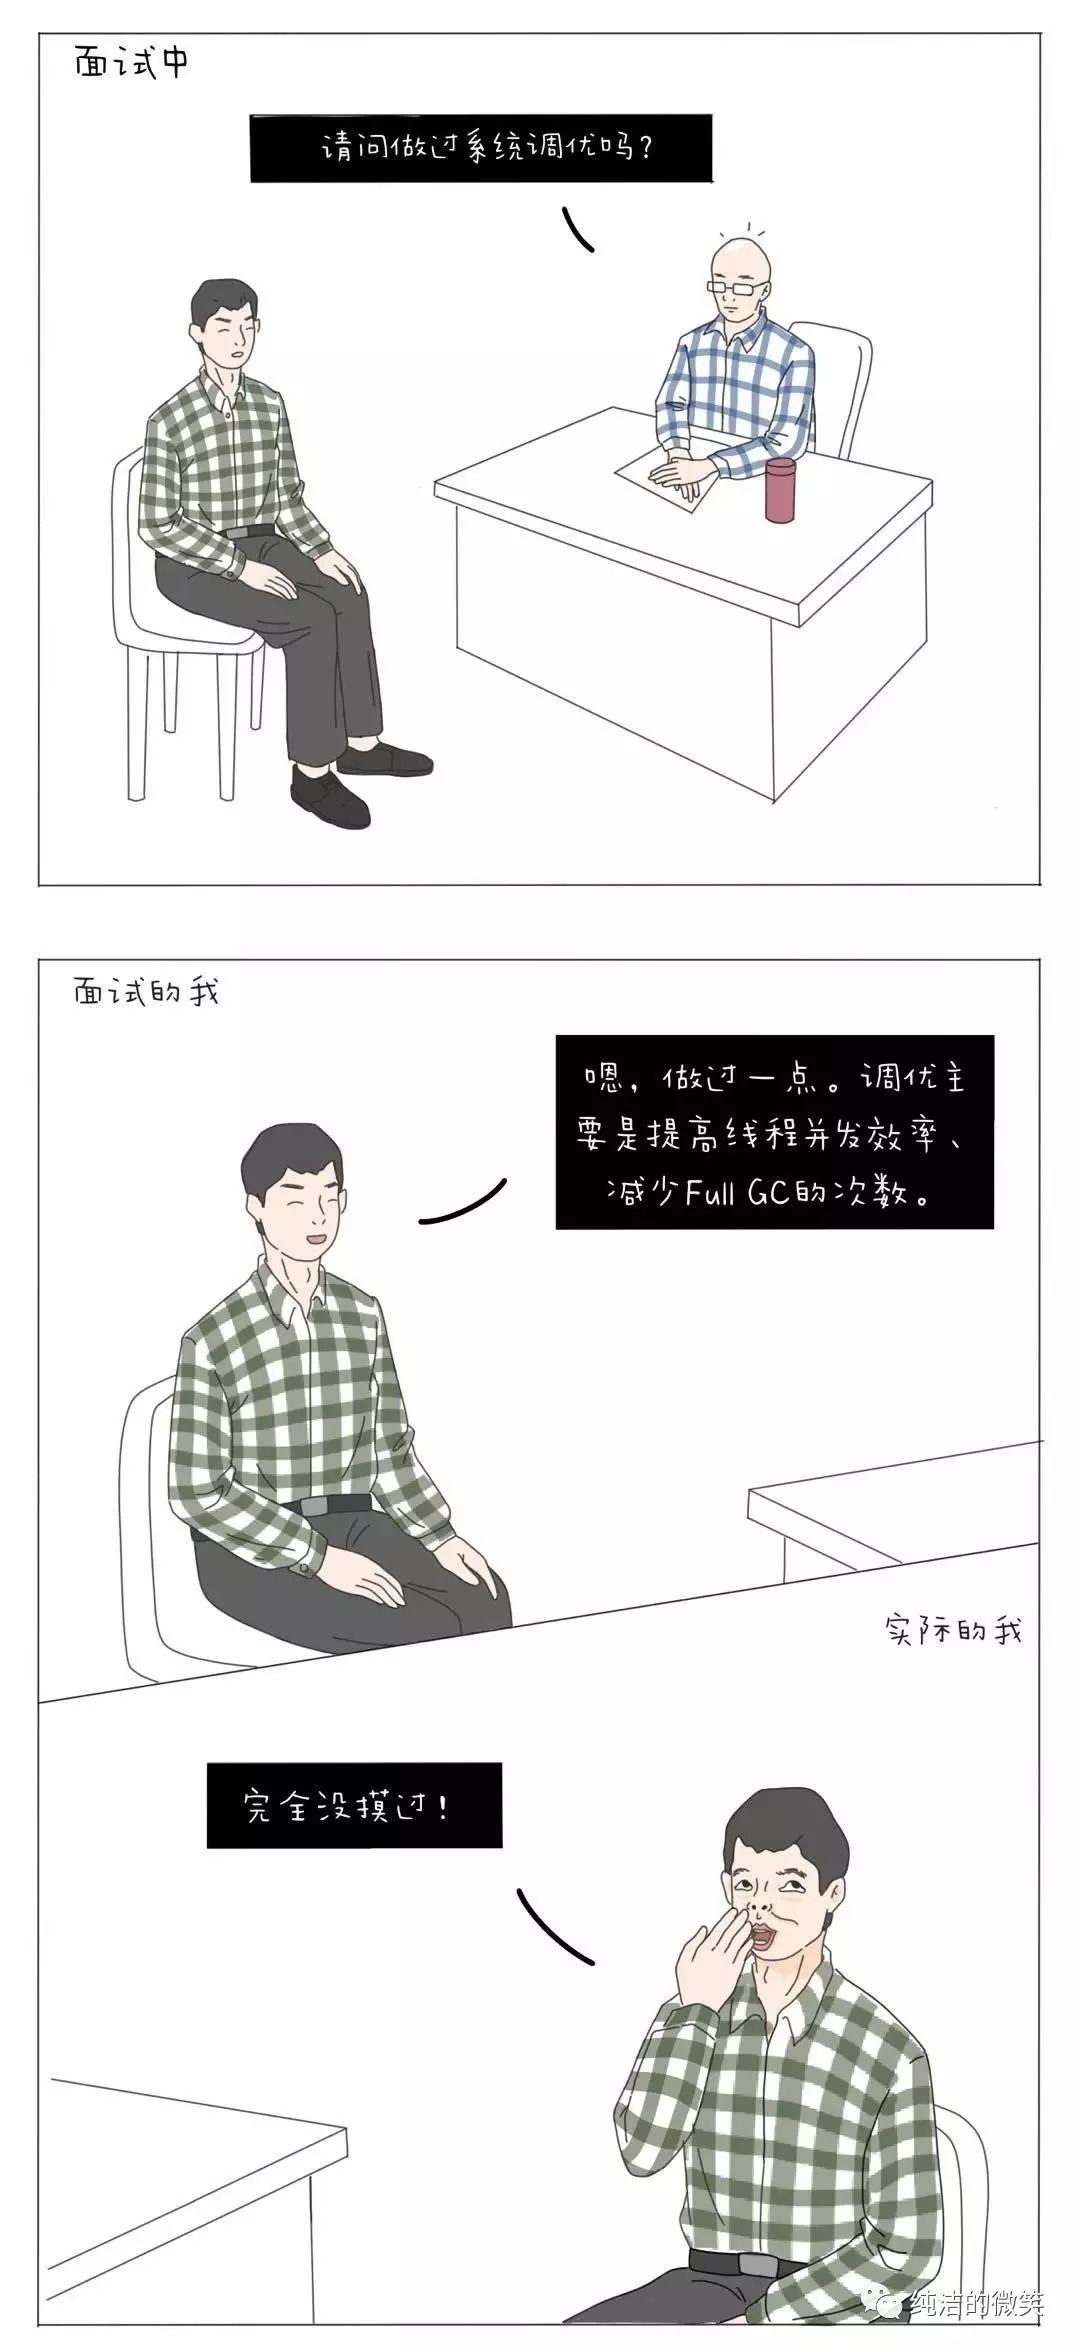 面试中
请问做过系统调优吗？
面试的我
嗯，做过一点。调优主
要是提高线程并发效率、
减少Full GC的次数。
实际的我
完全没摸过！
纯洁的微笑